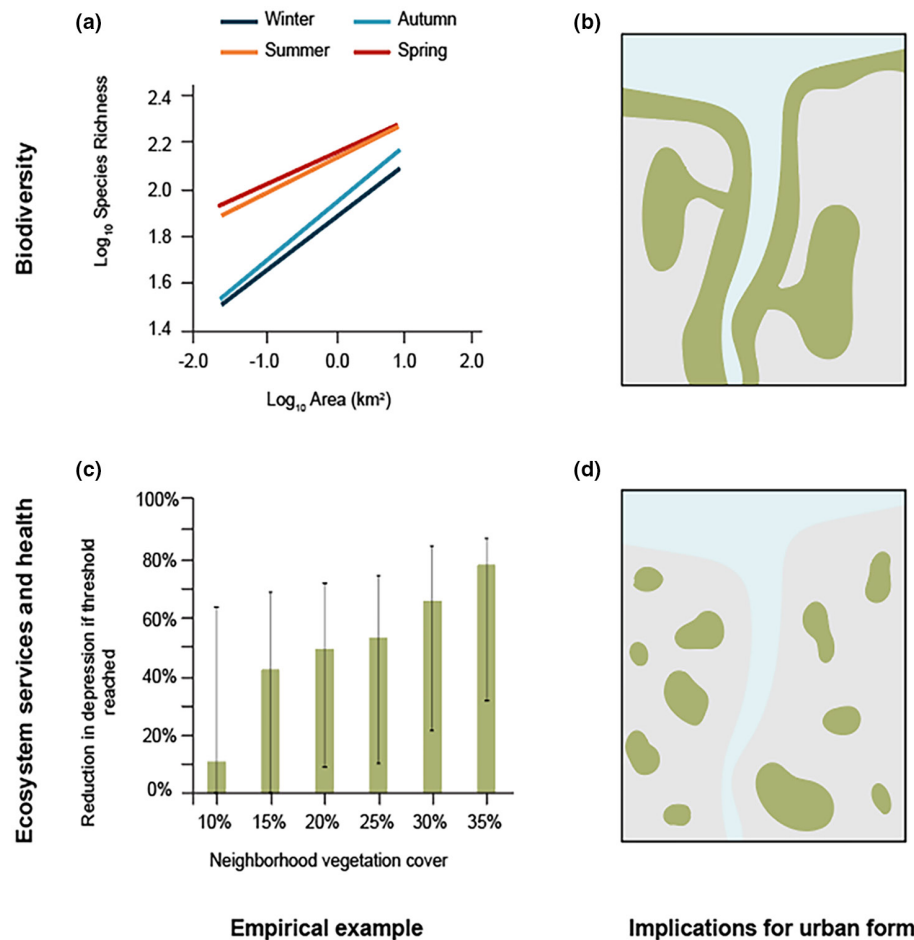 (a)
Winter
Autumn
Summer
Spring
Biodiversity
Log10 Species Richness
2.4
2.2
2.0
1.8
1.6
1.4
-2.0
-1.0
0.0
1.0
2.0
Log10 Area (km²)
(b)
Ecosystem services and health
(c)
Reduction in depression if threshold
reached
100%
80%
60%
40%
20%
0%
10%
15%
20%
25%
30%
35%
Neighborhood vegetation cover
(d)
Empirical example
Implications for urban form